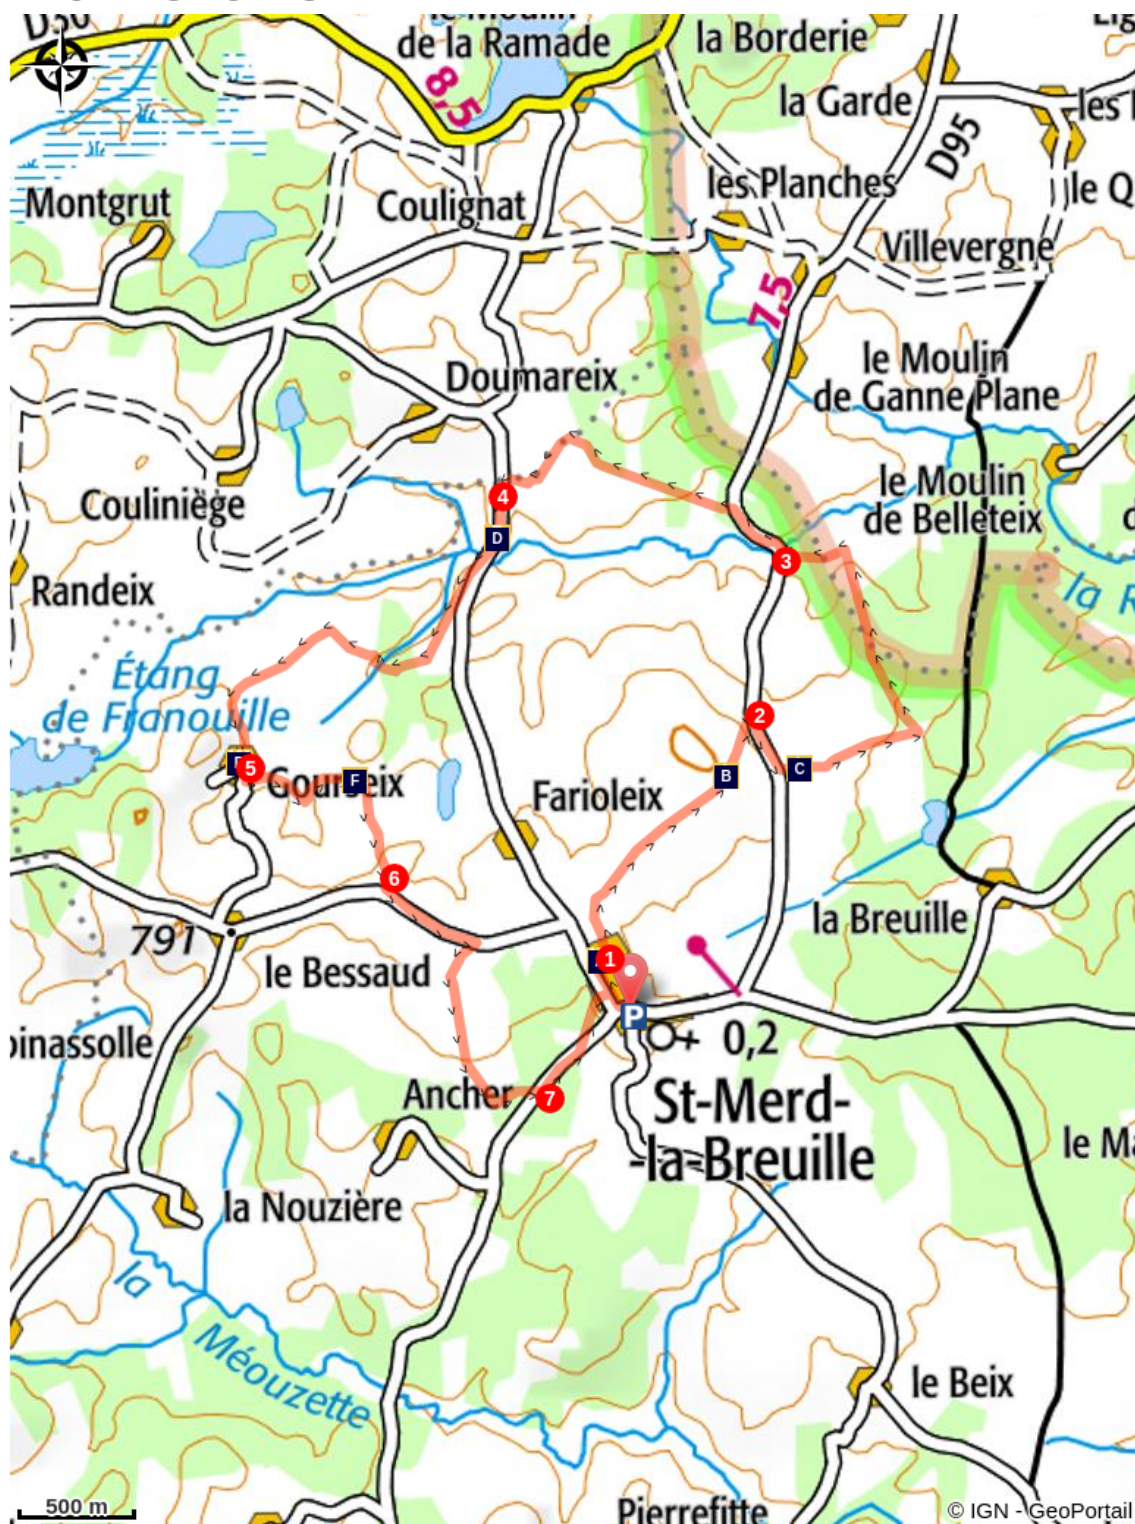 D30
de la Ramade
la Borderie
8,5
la Garde
D95
les Planches
Montgrut
Coulignat
Villevergne
7,5
Doumareix
le Moulin
de Ganne Plane
Couliniège
4
D
le Moulin
de Belleteix
3
Randeix
Étang
de Franouille
2
5
F
B
C
Farioleix
6
791
le Bessaud
la Breuille
1
P
0,2
Ancher
7
St-Merd-
-la-Breuille
la Nouzière
la
Méouzette
le Beix
500 m
Pierrefitte
© IGN - GeoPortail